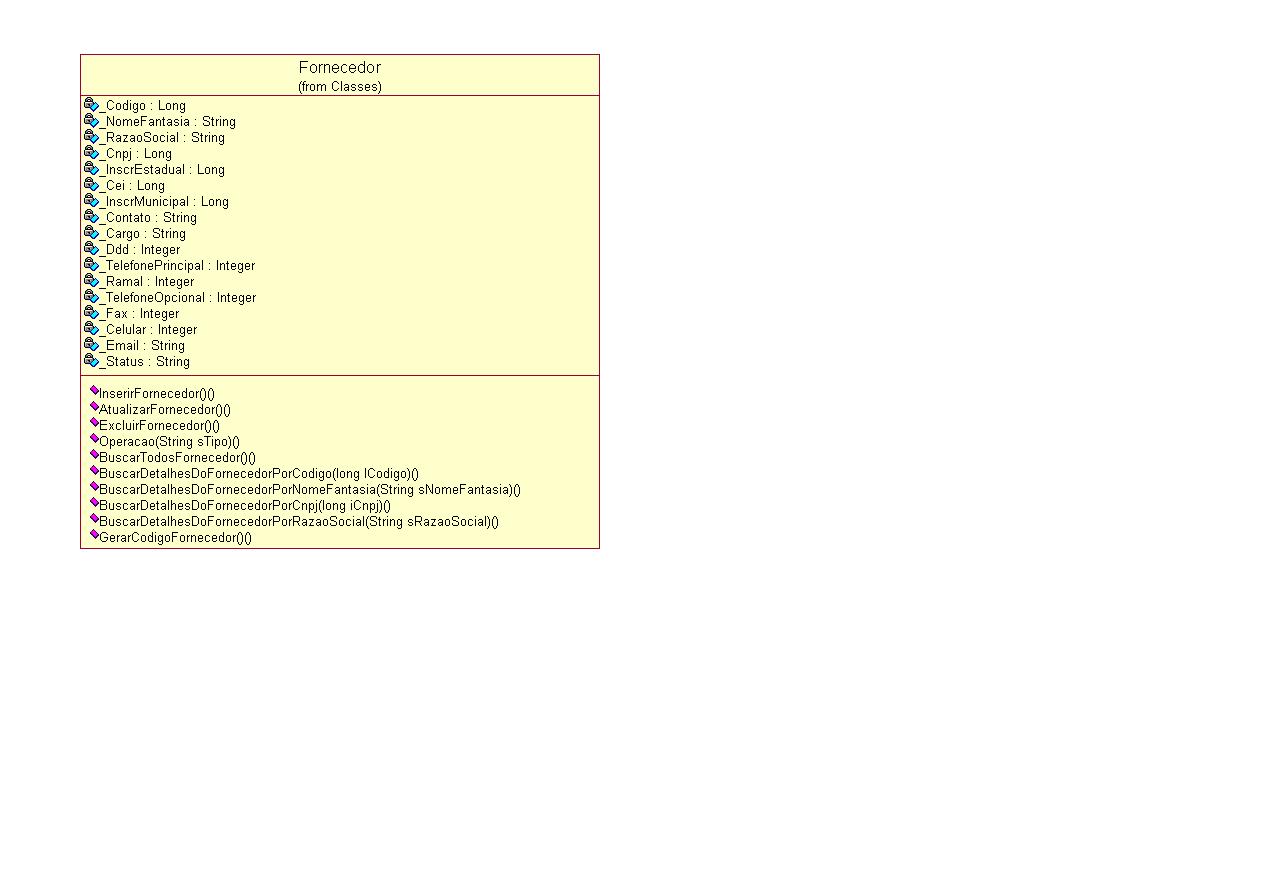 Fornecedor
(from Classes)
_Codigo : Long
_NomeFantasia : String
_RazaoSocial : String
_Cnpj : Long
_InscrEstadual : Long
_Cei : Long
_InscrMunicipal : Long
_Contato : String
_Cargo : String
_Ddd : Integer
_TelefonePrincipal : Integer
_Ramal : Integer
_TelefoneOpcional : Integer
_Fax : Integer
_Celular : Integer
_Email : String
_Status : String
InserirFornecedor()()
AtualizarFornecedor()()
ExcluirFornecedor()()
Operacao(String sTipo)()
BuscarTodosFornecedor()()
BuscarDetalhesDoFornecedorPorCodigo(long lCodigo)()
BuscarDetalhesDoFornecedorPorNomeFantasia(String sNomeFantasia)()
BuscarDetalhesDoFornecedorPorCnpj(long iCnpj)()
BuscarDetalhesDoFornecedorPorRazaoSocial(String sRazaoSocial)()
GerarCodigoFornecedor()()